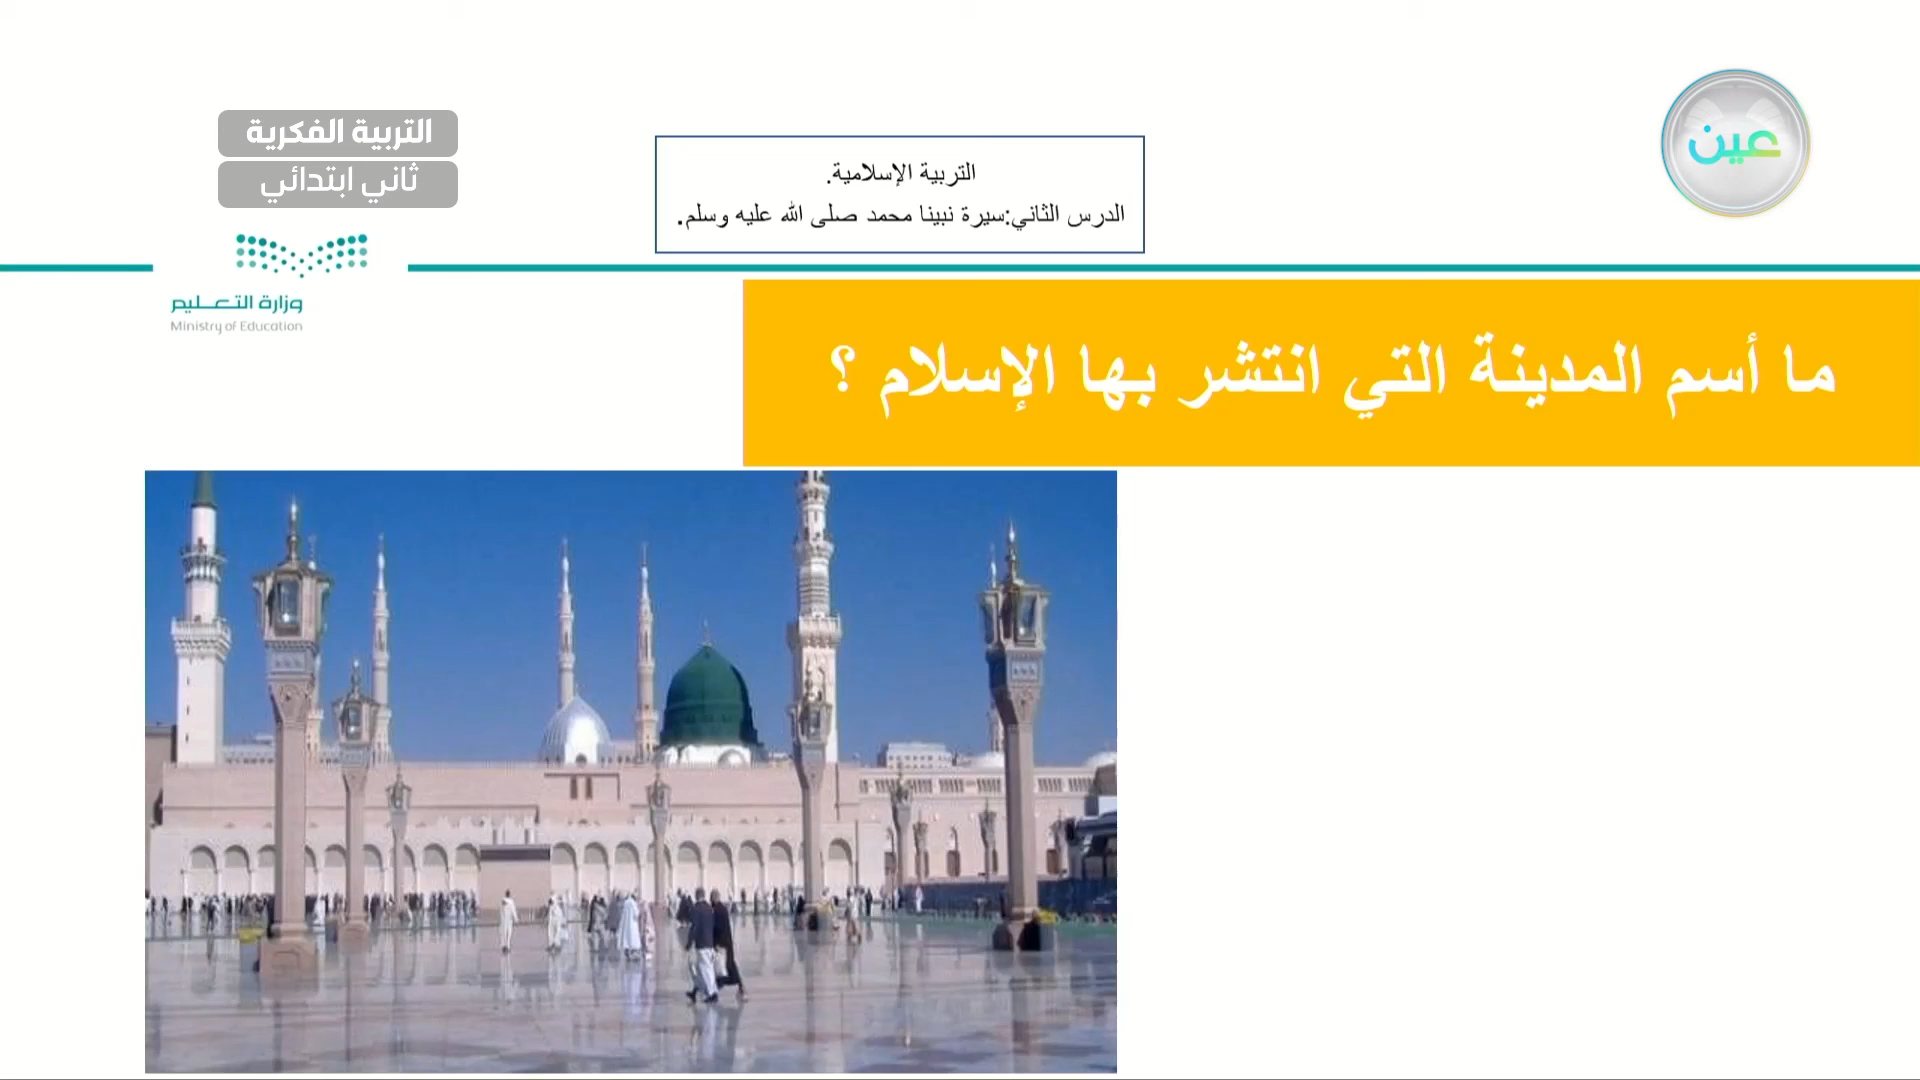 التربية الفكرية
ثاني ابتدائي
التربية الإسلامية.
الدرس الثاني:سيرة نبينا محمد صلى الله عليه وسلم.
عين
وزارة التعـليم
Ministry of Education
ما أسم المدينة التي انتشر بها الإسلام ؟